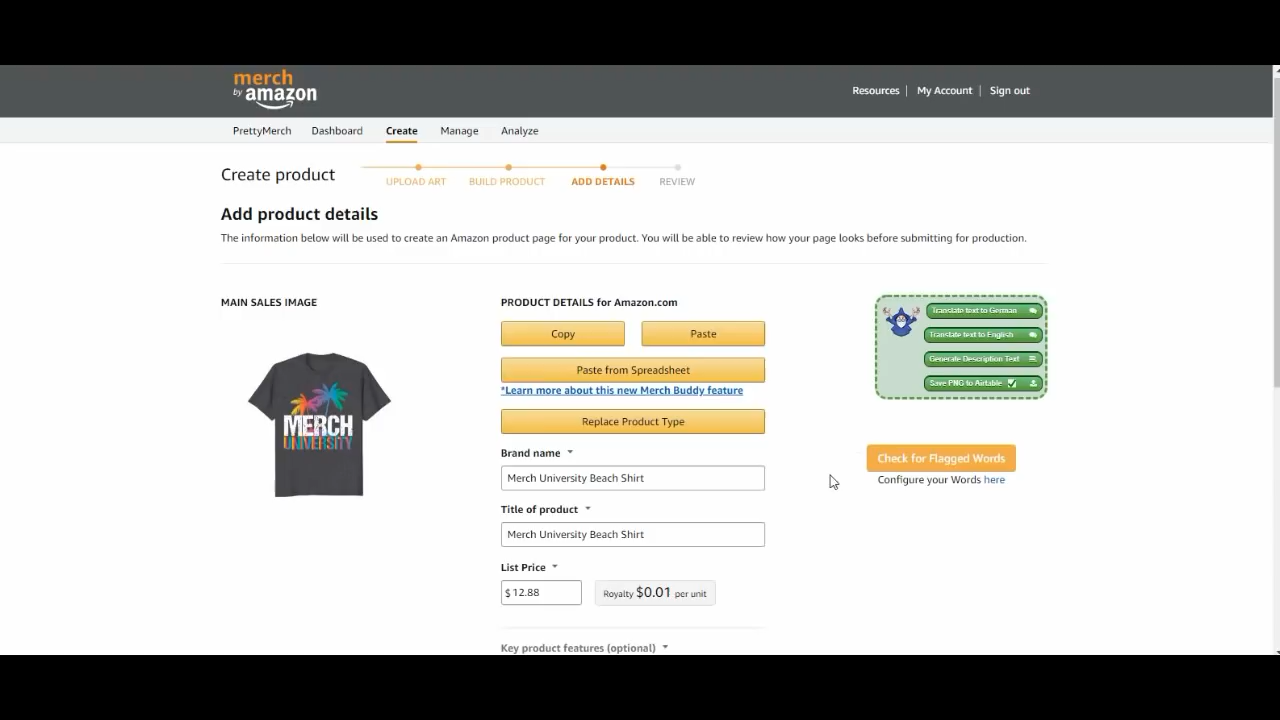 merch
by amazon
Resources | My Account | Sign out
PrettyMerch Dashboard Create Manage Analyze
Create product
UPLOAD ART BUILD PRODUCT ADD DETAILS REVIEW
Add product details
The information below will be used to create an Amazon product page for your product. You will be able to review how your page looks before submitting for production.
MAIN SALES IMAGE
MERCH
UNIVERSITY
PRODUCT DETAILS for Amazon.com
Copy Paste
Paste from Spreadsheet
*Learn more about this new Merch Buddy feature
Replace Product Type
Brand name
Merch University Beach Shirt
Title of product
Merch University Beach Shirt
List Price
$ 12.88 Royalty $0.01 per unit
Key product features (optional)
Translate text to German
Translate text to English
Generate Description Text
Save PNG to Airtable
Check for Flagged Words
Configure your Words here